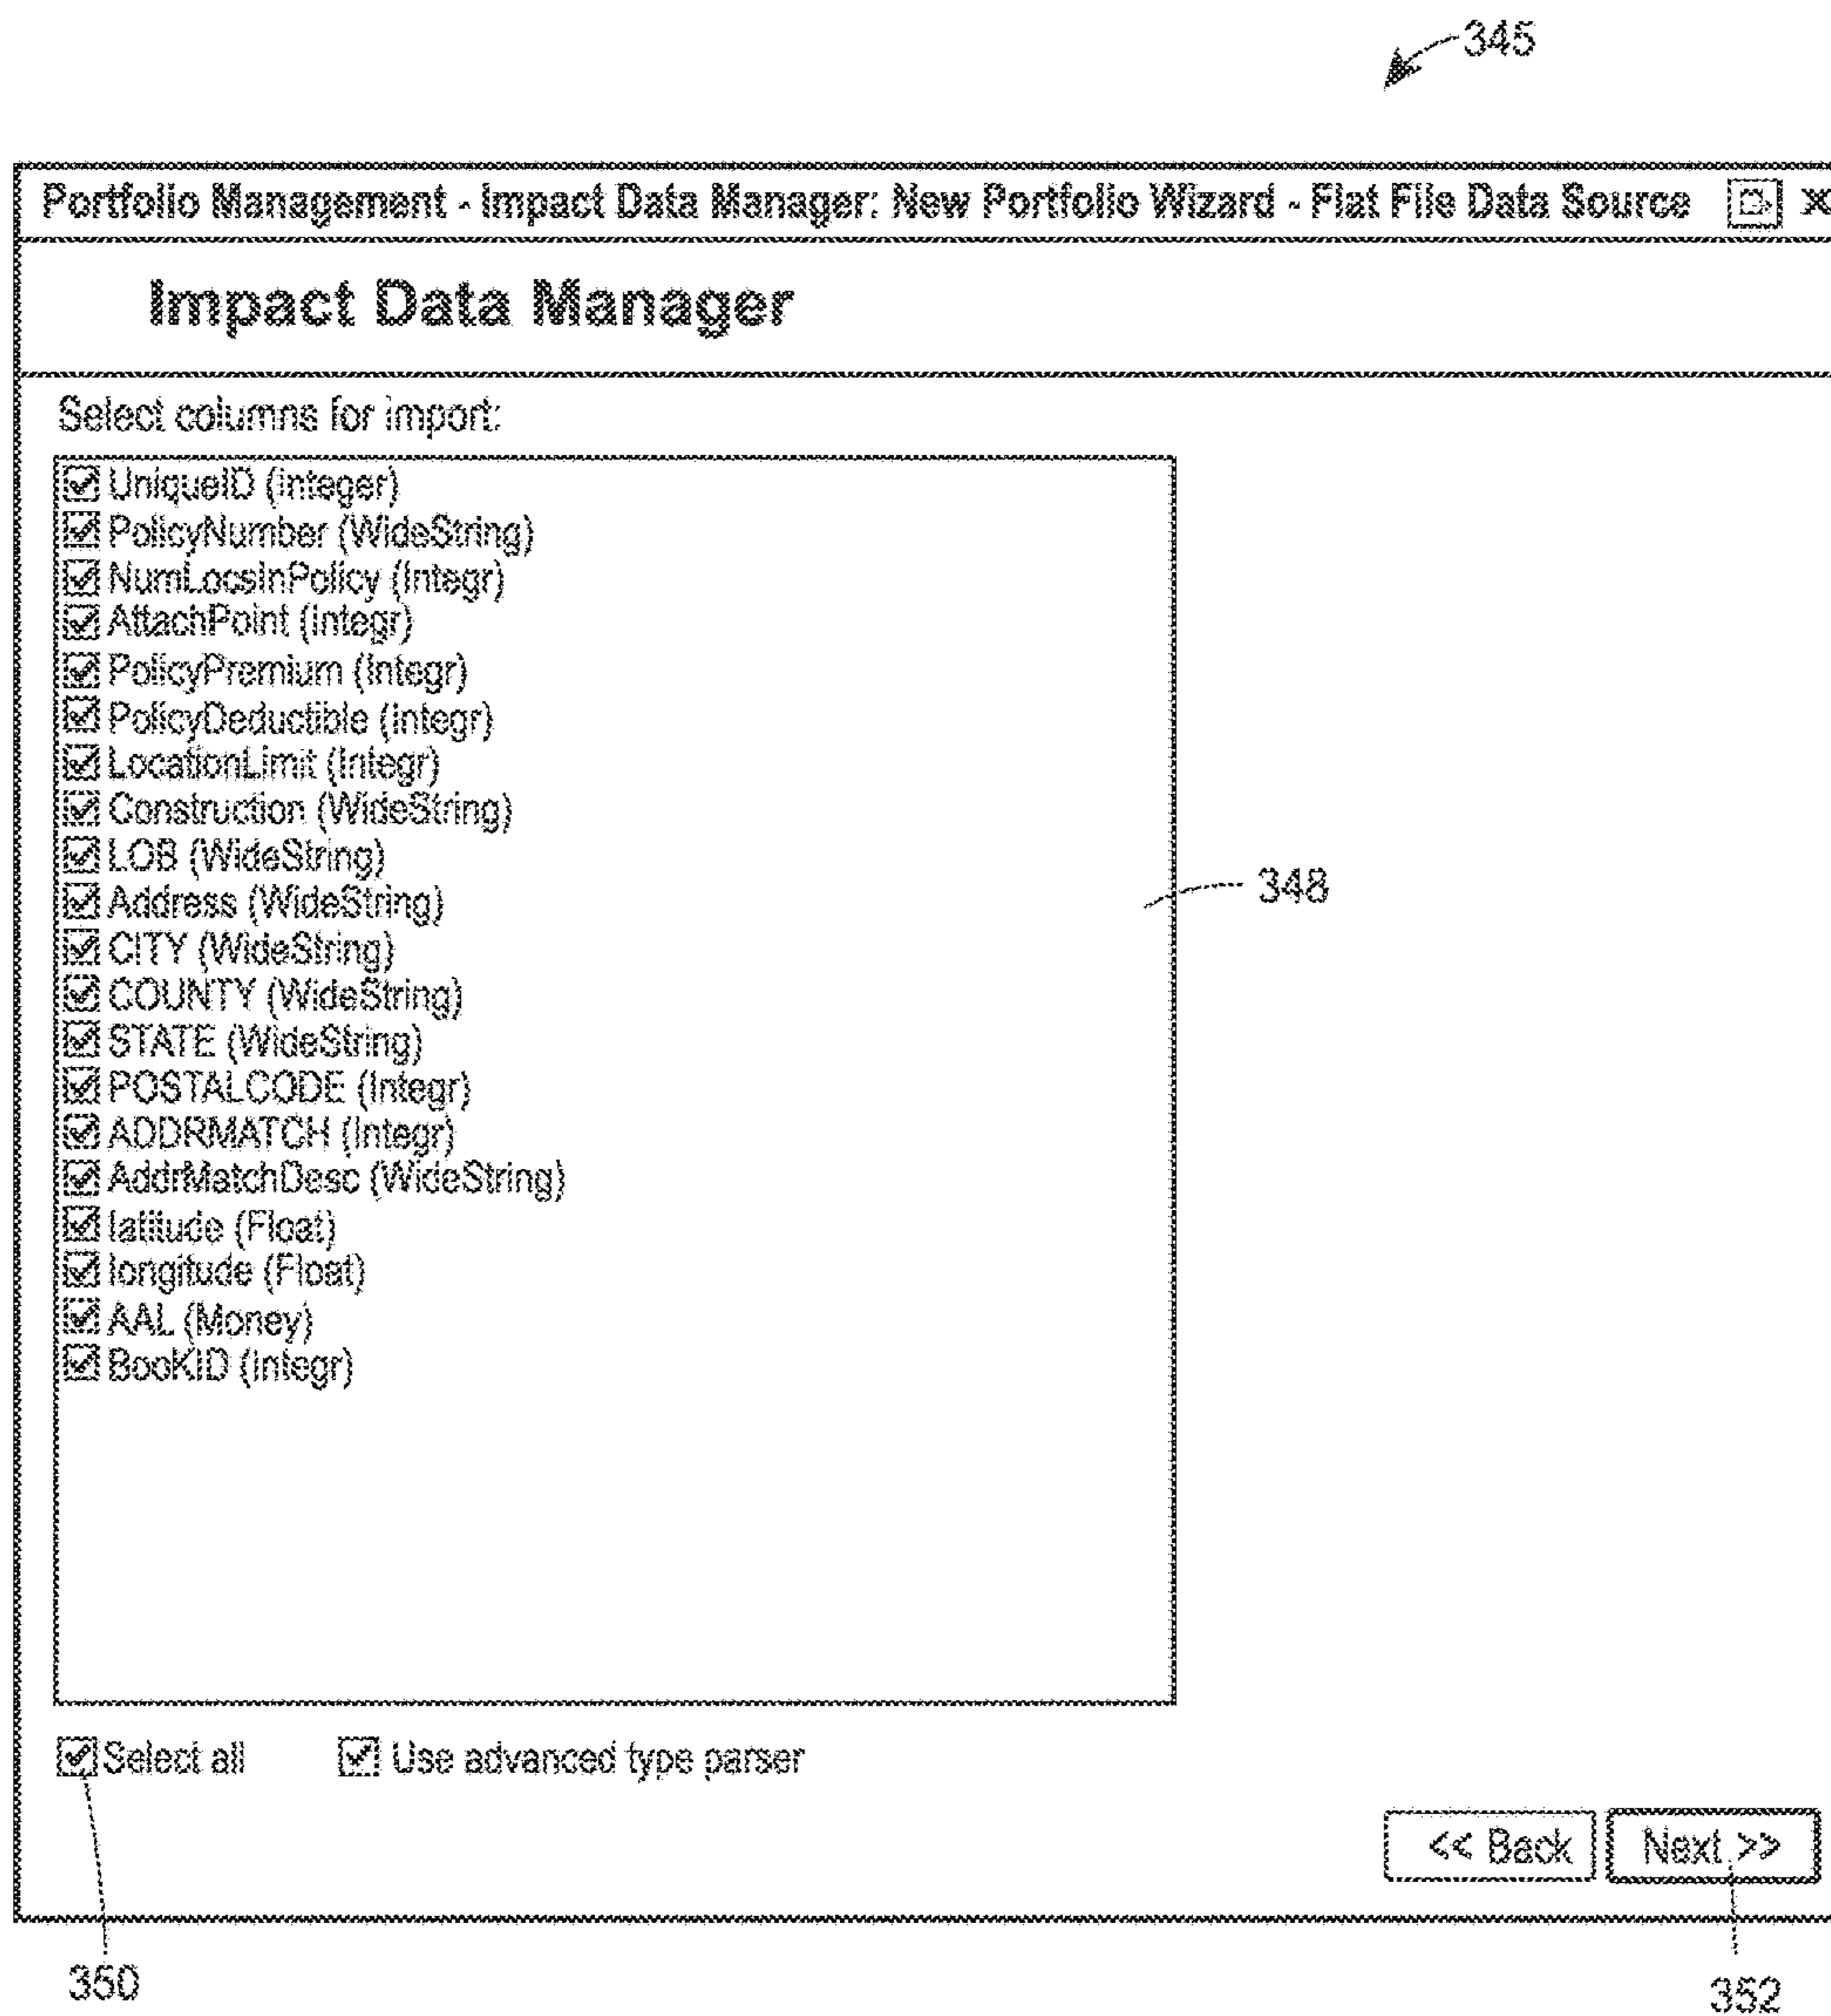 345
Portfolio Management - Impact Data Manager: New Portfolio Wizard - Flat File Data Source X
Impact Data Manager
Select columns for import:
UniqueID (Integer)
PolicyNumber (WideString)
NumLocsInPolicy (Integr)
AttachPoint (Integr)
PolicyPremium (Integr)
PolicyDeductible (Integr)
LocationLimit (Integr)
Construction (WideString)
LOB (WideString)
348
Address (WideString)
CITY (WideString)
COUNTY (WideString)
STATE (WideString)
POSTALCODE (Integr)
ADDRMATCH (Integr)
AddrMatchDesc (WideString)
latitude (Float)
longitude (Float)
AAL (Money)
BooKID (Integr)
Select all Use advanced type parser
<< Back Next >>
350 352